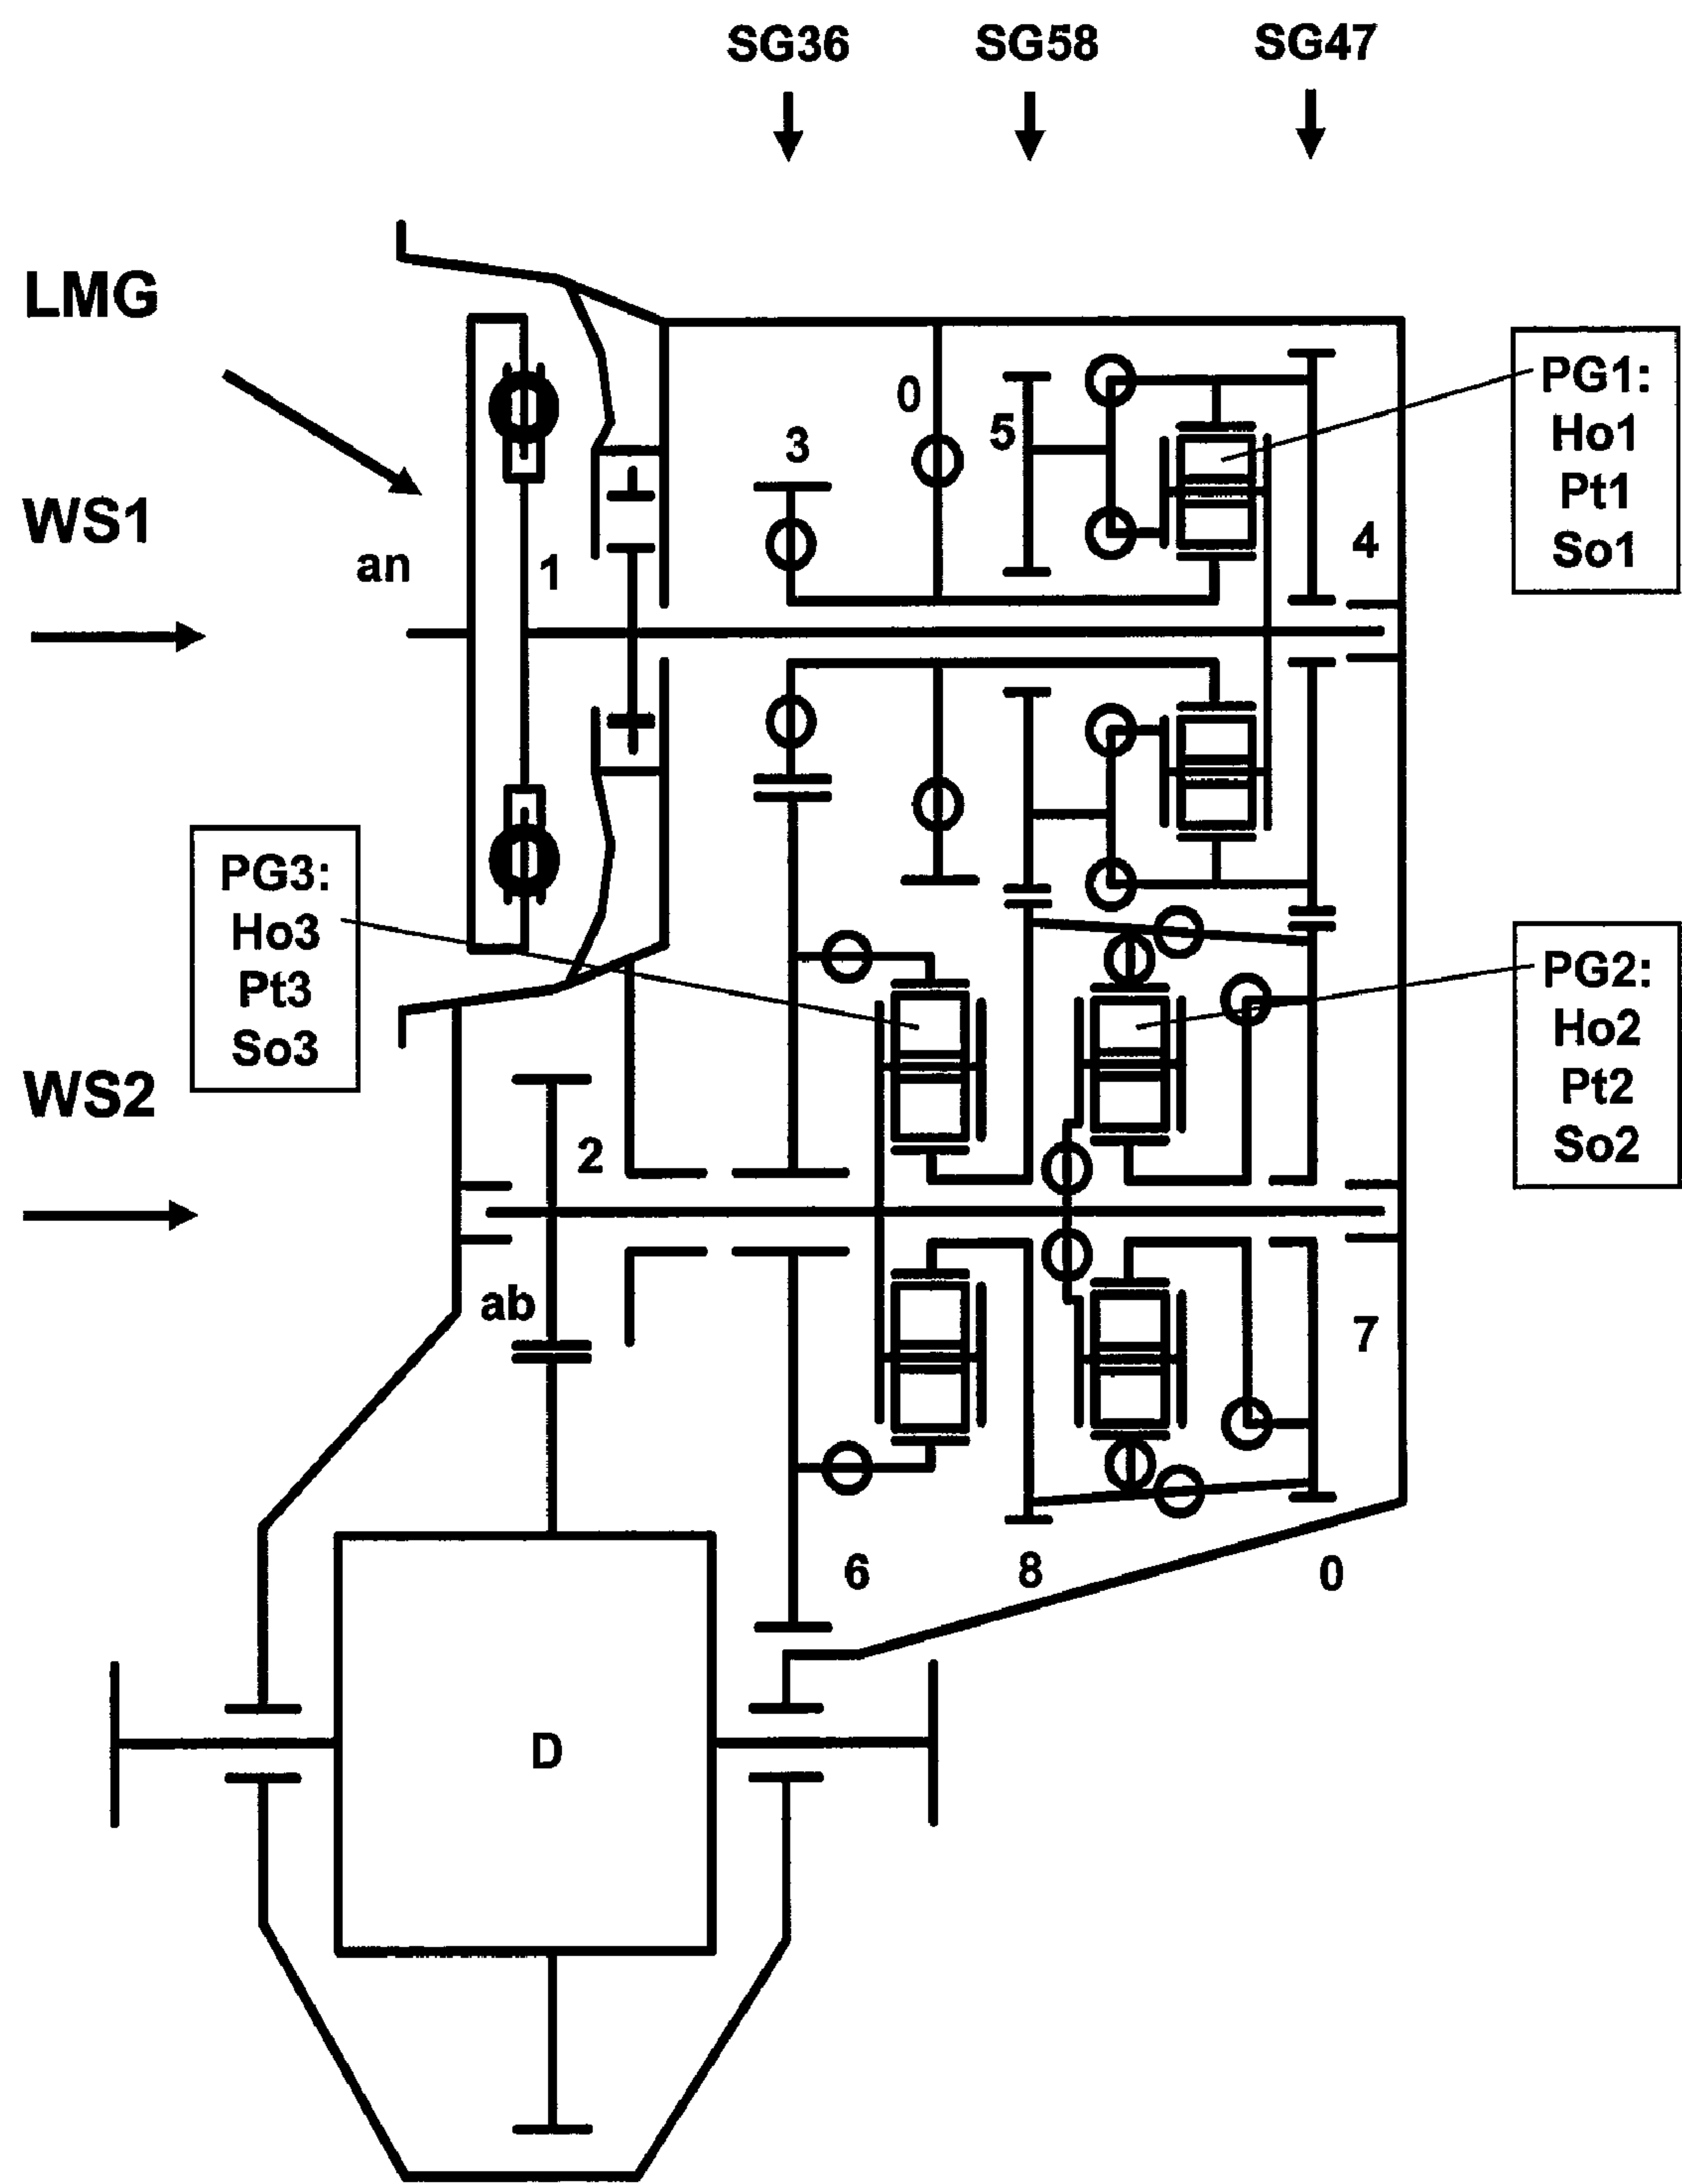 SG36 SG58 SG47
LMG
WS1
an
1
3
0
5
4
PG1:
Ho1
Pt1
So1
PG3:
Ho3
Pt3
So3
PG2:
Ho2
Pt2
So2
WS2
2
ab
7
6
8
0
D